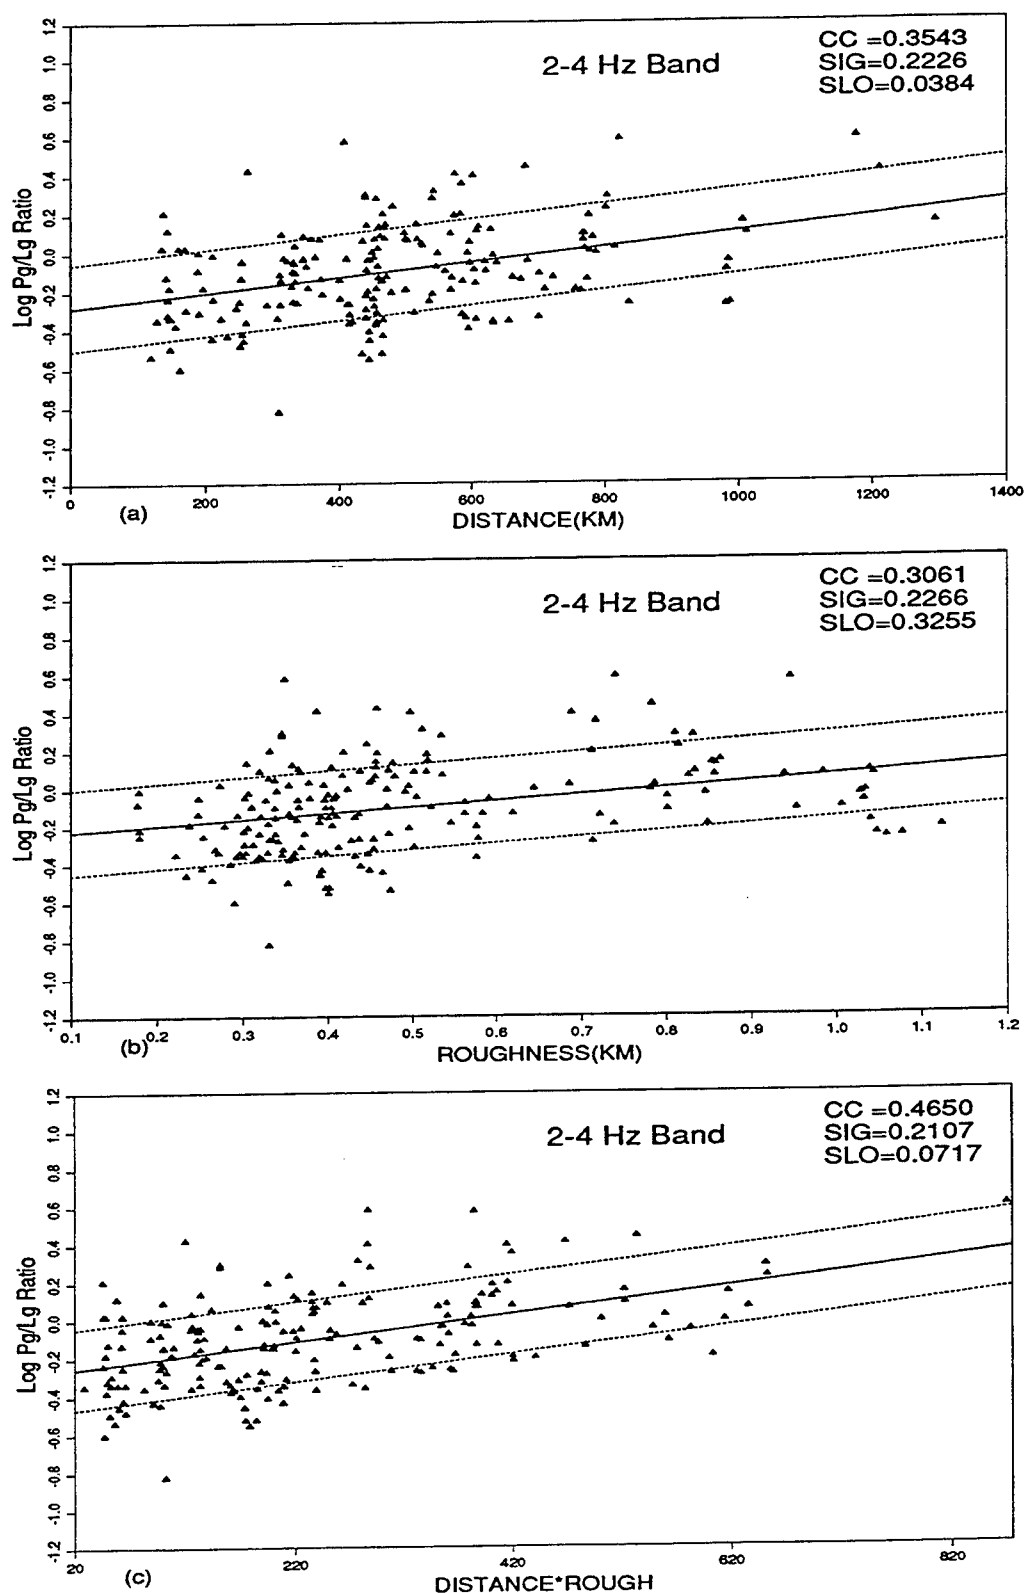 2-4 Hz Band
CC =0.3543
SIG=0.2226
SLO=0.0384
Log Pg/Lg Ratio
1.2
1.0
0.8
0.6
0.4
0.2
0.0
-0.2
-0.4
-0.6
-0.8
-1.0
-1.2
0 200 400 600 800 1000 1200 1400
(a)
DISTANCE(KM)
2-4 Hz Band
CC =0.3061
SIG=0.2266
SLO=0.3255
Log Pg/Lg Ratio
1.2
1.0
0.8
0.6
0.4
0.2
0.0
-0.2
-0.4
-0.6
-0.8
-1.0
-1.2
0.1 0.2 0.3 0.4 0.5 0.6 0.7 0.8 0.9 1.0 1.1 1.2
(b)
ROUGHNESS(KM)
2-4 Hz Band
CC =0.4650
SIG=0.2107
SLO=0.0717
Log Pg/Lg Ratio
1.2
1.0
0.8
0.6
0.4
0.2
0.0
-0.2
-0.4
-0.6
-0.8
-1.0
-1.2
20 220 420 620 820
(c)
DISTANCE*ROUGH